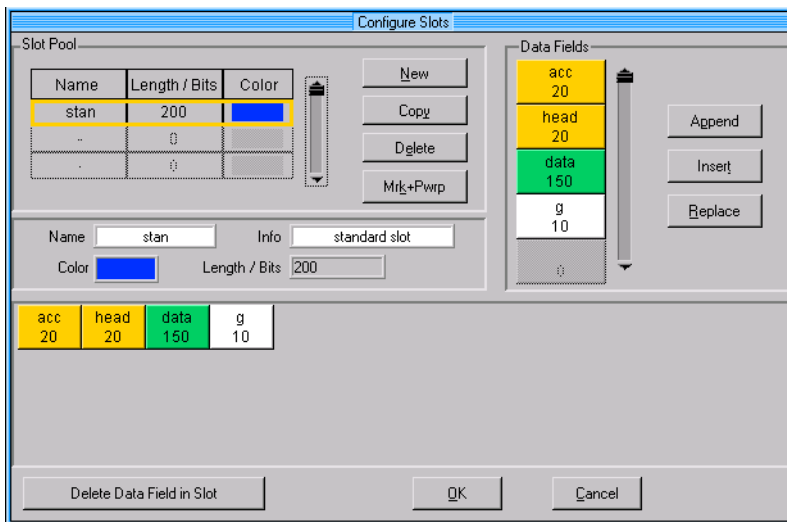 Configure Slots
Slot Pool
Name Length / Bits Color
stan 200
- 0
- 0
New
Copy
Delete
Mrk+Pwrp
Data Fields
acc
20
head
20
data
150
g
10
0
Append
Insert
Replace
Name stan Info standard slot
Color Length / Bits 200
acc head data g
20 20 150 10
Delete Data Field in Slot OK Cancel